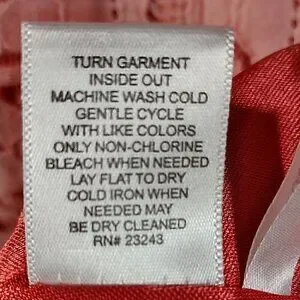 TURN GARMENT
INSIDE OUT
MACHINE WASH COLD
GENTLE CYCLE
WITH LIKE COLORS
ONLY NON-CHLORINE
BLEACH WHEN NEEDED
LAY FLAT TO DRY
COLD IRON WHEN
NEEDED MAY
BE DRY CLEANED
RN# 23243